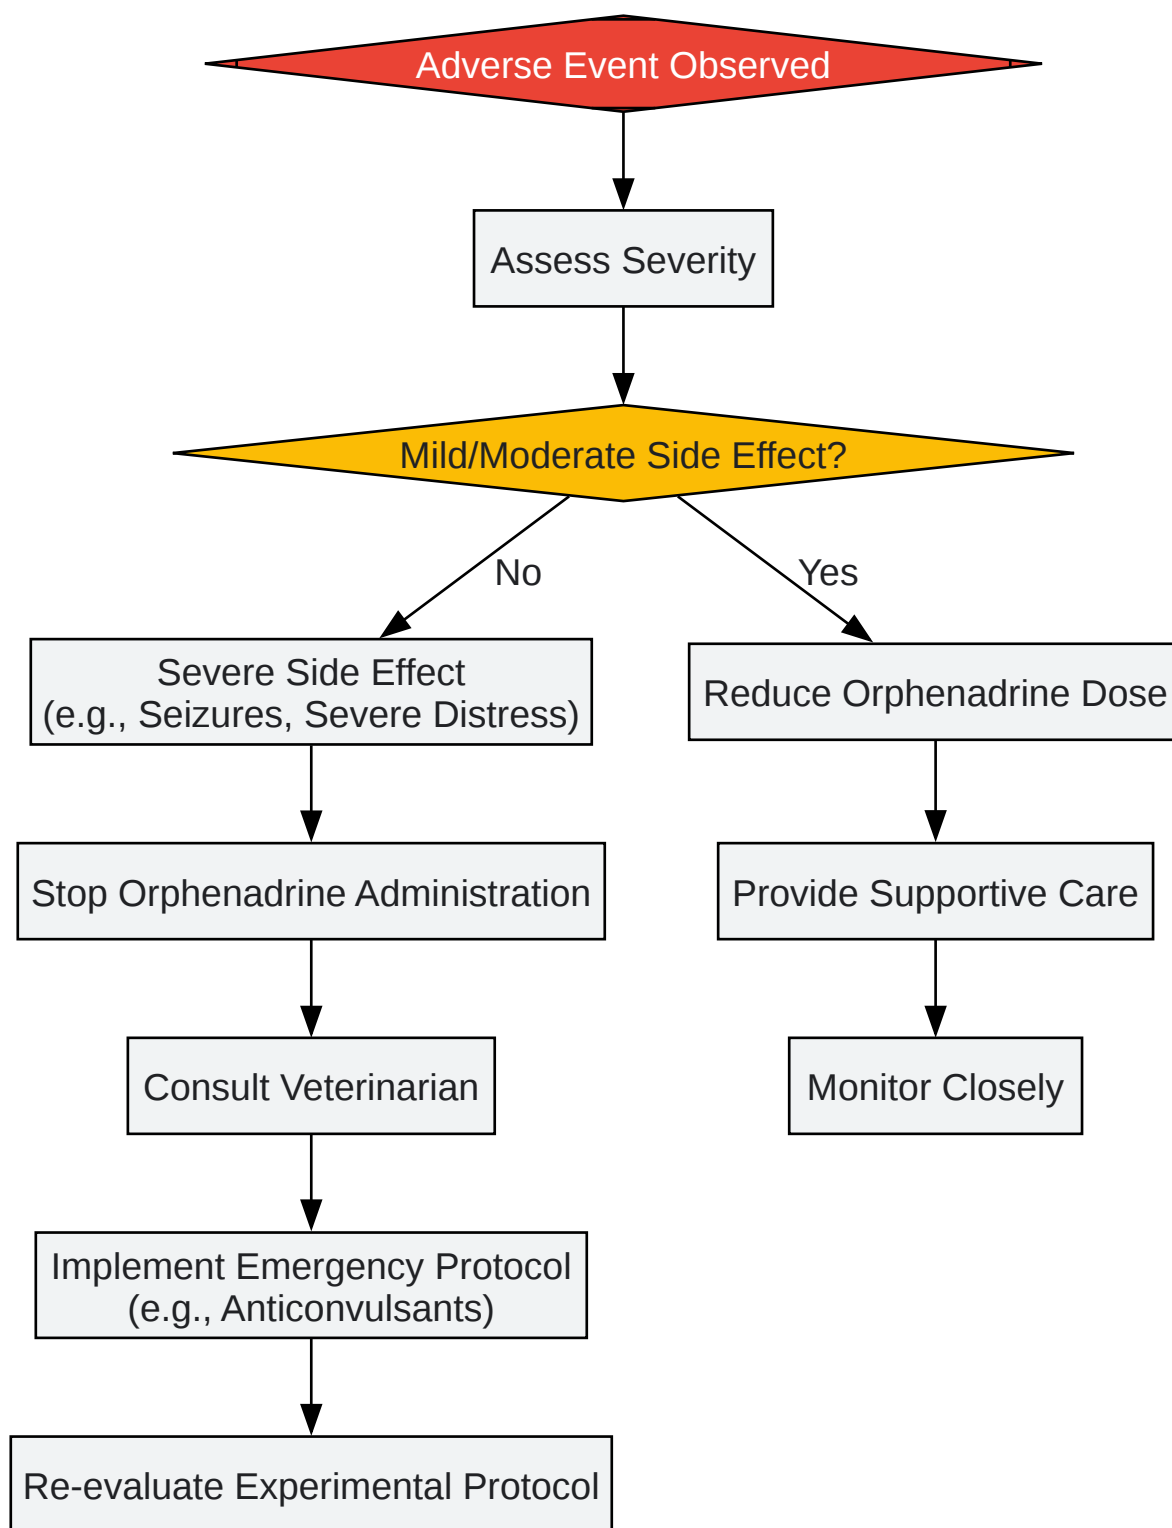 Adverse Event Observed
Assess Severity
Mild/Moderate Side Effect?
No
Yes
Severe Side Effect
(e.g., Seizures, Severe Distress)
Reduce Orphenadrine Dose
Stop Orphenadrine Administration
Provide Supportive Care
Consult Veterinarian
Monitor Closely
Implement Emergency Protocol
(e.g., Anticonvulsants)
Re-evaluate Experimental Protocol